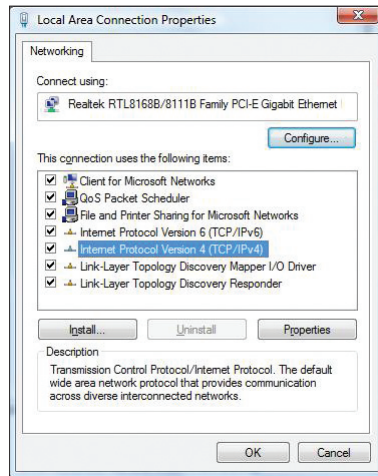 Local Area Connection Properties
Networking
Connect using:
Realtek RTL8168B/8111B Family PCI-E Gigabit Ethernet
Configure...
This connection uses the following items:
Client for Microsoft Networks
QoS Packet Scheduler
File and Printer Sharing for Microsoft Networks
Internet Protocol Version 6 (TCP/IPv6)
Internet Protocol Version 4 (TCP/IPv4)
Link-Layer Topology Discovery Mapper I/O Driver
Link-Layer Topology Discovery Responder
Install... Uninstall Properties
Description
Transmission Control Protocol/Internet Protocol. The default
wide area network protocol that provides communication
across diverse interconnected networks.
OK Cancel